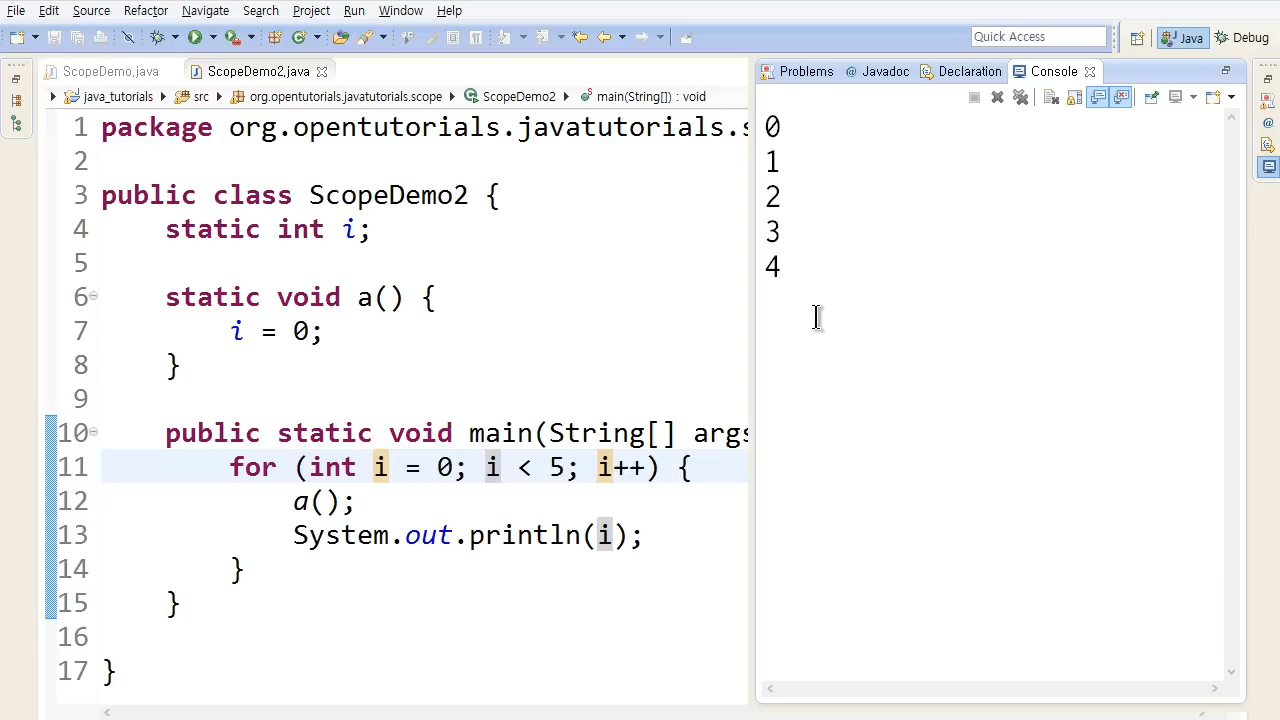 File Edit Source Refactor Navigate Search Project Run Window Help
Quick Access Java Debug
ScopeDemo.java ScopeDemo2.java
java_tutorials src org.opentutorials.javatutorials.scope ScopeDemo2 main(String[]) : void
1 package org.opentutorials.javatutorials.s
2
3 public class ScopeDemo2 {
4 static int i;
5
6 static void a() {
7 i = 0;
8 }
9
10 public static void main(String[] args
11 for (int i = 0; i < 5; i++) {
12 a();
13 System.out.println(i);
14 }
15 }
16
17 }
Problems @ Javadoc Declaration Console
0
1
2
3
4